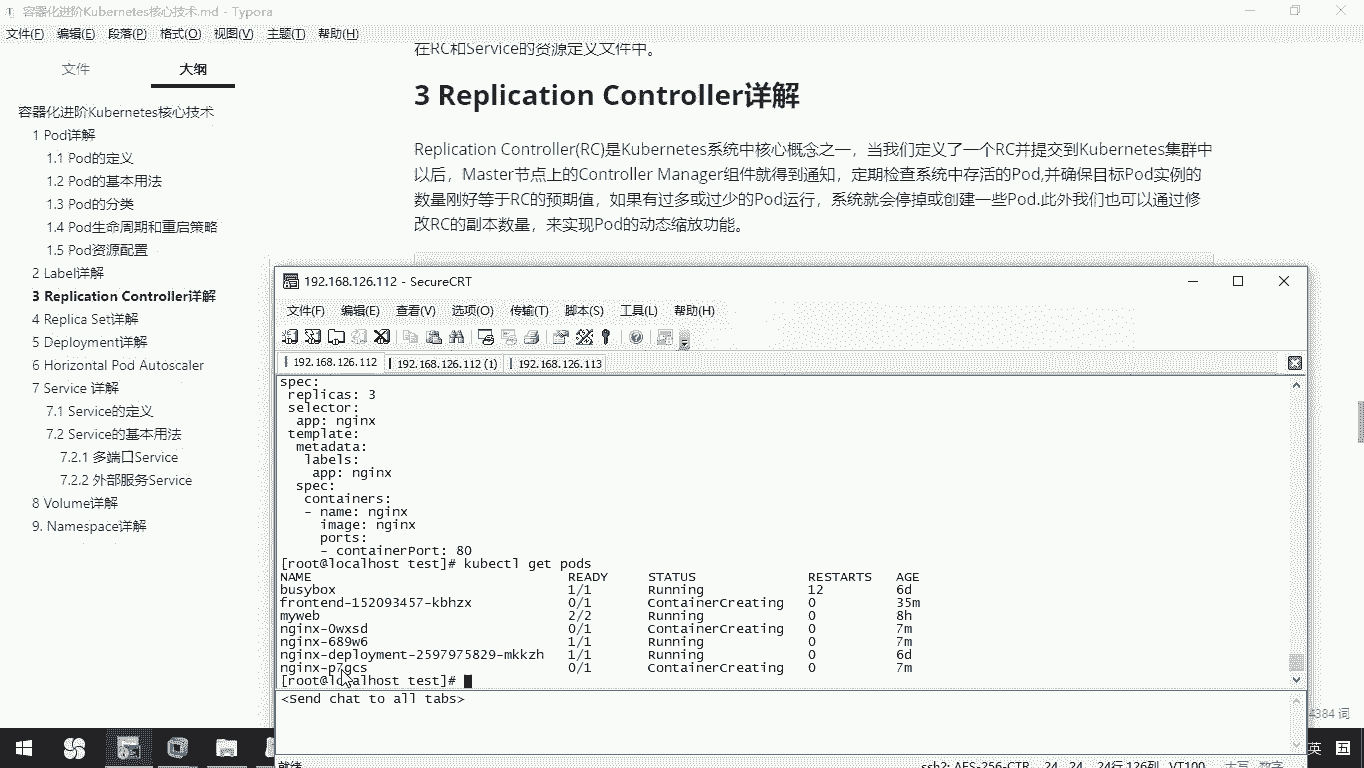 容器化进阶Kubernetes核心技术.md - Typora
文件(F) 编辑(E) 段落(P) 格式(O) 视图(V) 主题(T) 帮助(H)
文件 大纲
容器化进阶Kubernetes核心技术
1 Pod详解
1.1 Pod的定义
1.2 Pod的基本用法
1.3 Pod的分类
1.4 Pod生命周期和重启策略
1.5 Pod资源配置
2 Label详解
3 Replication Controller详解
4 Replica Set详解
5 Deployment详解
6 Horizontal Pod Autoscaler
7 Service 详解
7.1 Service的定义
7.2 Service的基本用法
7.2.1 多端口Service
7.2.2 外部服务Service
8 Volume详解
9. Namespace详解
在RC和Service的资源定义文件中。
3 Replication Controller详解
Replication Controller(RC)是Kubernetes系统中核心概念之一，当我们定义了一个RC并提交到Kubernetes集群中
以后，Master节点上的Controller Manager组件就得到通知，定期检查系统中存活的Pod,并确保目标Pod实例的
数量刚好等于RC的预期值，如果有过多或过少的Pod运行，系统就会停掉或创建一些Pod.此外我们也可以通过修
改RC的副本数量，来实现Pod的动态缩放功能。
192.168.126.112 - SecureCRT
文件(F) 编辑(E) 查看(V) 选项(O) 传输(T) 脚本(S) 工具(L) 帮助(H)
192.168.126.112 192.168.126.112 (1) 192.168.126.113
spec:
replicas: 3
selector:
app: nginx
template:
metadata:
labels:
app: nginx
spec:
containers:
- name: nginx
image: nginx
ports:
- containerPort: 80
[root@localhost test]# kubectl get pods
NAME READY STATUS RESTARTS AGE
busybox 1/1 Running 12 6d
frontend-152093457-kbhzx 0/1 ContainerCreating 0 35m
myweb 2/2 Running 0 8h
nginx-0wxsd 0/1 ContainerCreating 0 7m
nginx-689w6 1/1 Running 0 7m
nginx-deployment-2597975829-mkkzh 1/1 Running 0 6d
nginx-p7gcs 0/1 ContainerCreating 0 7m
[root@localhost test]#
<Send chat to all tabs>
4384 词
就绪 ssh2: AES-256-CTR 24, 24 24行,126列 VT100 大写 数字
英